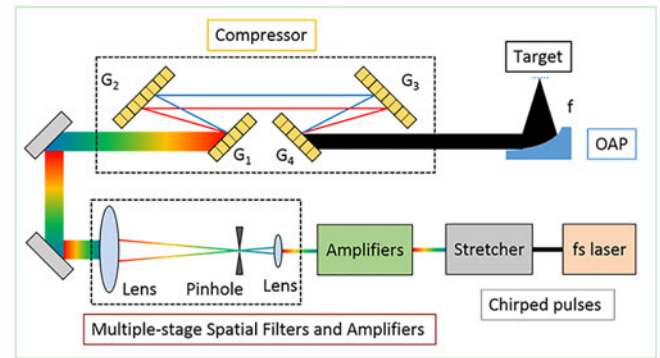 Compressor
Target
G2
G3
f
G1
G4
OAP
Amplifiers
Stretcher
fs laser
Lens
Pinhole
Lens
Chirped pulses
Multiple-stage Spatial Filters and Amplifiers